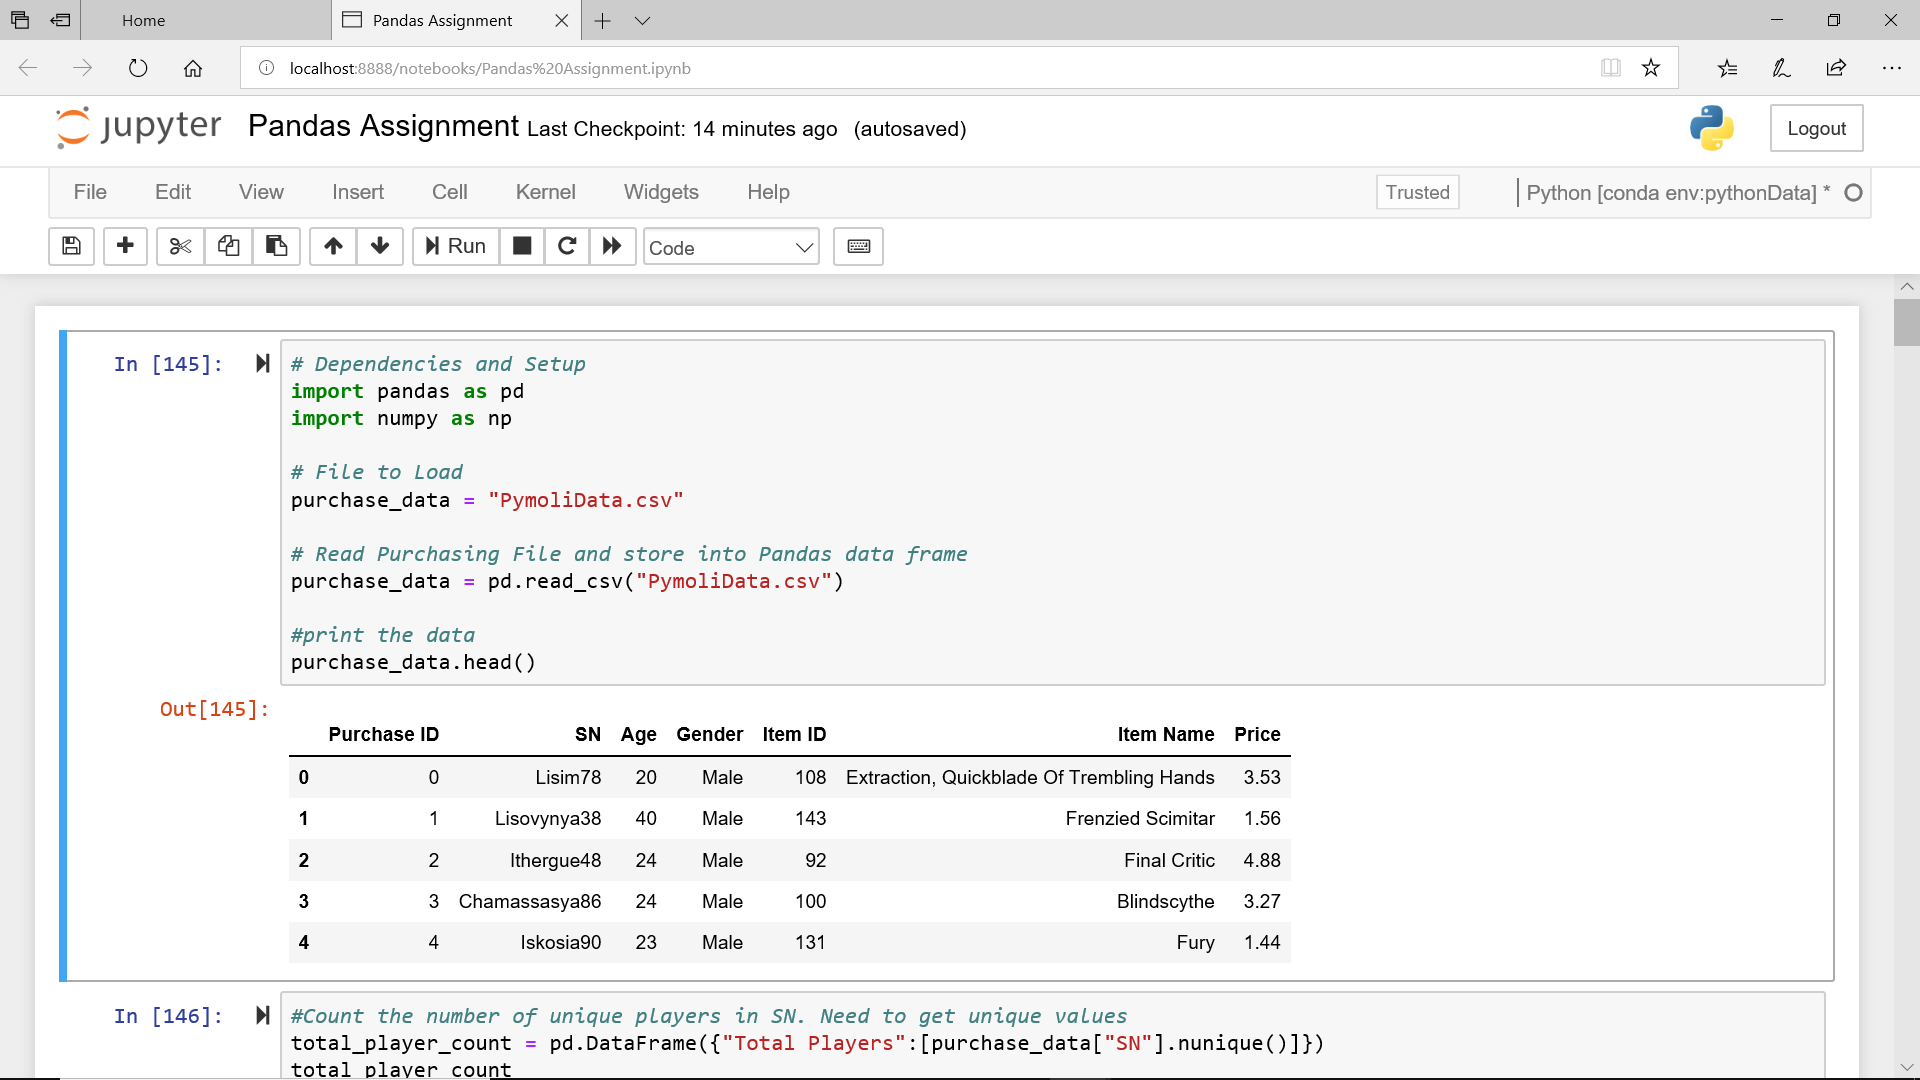 Home
Pandas Assignment
localhost:8888/notebooks/Pandas%20Assignment.ipynb
jupyter Pandas Assignment Last Checkpoint: 14 minutes ago (autosaved)
Logout
File Edit View Insert Cell Kernel Widgets Help Trusted Python [conda env:pythonData] *
Run Code
In [145]:
# Dependencies and Setup
import pandas as pd
import numpy as np
# File to Load
purchase_data = "PymoliData.csv"
# Read Purchasing File and store into Pandas data frame
purchase_data = pd.read_csv("PymoliData.csv")
#print the data
purchase_data.head()
Out[145]:
Purchase ID SN Age Gender Item ID Item Name Price
0 0 Lisim78 20 Male 108 Extraction, Quickblade Of Trembling Hands 3.53
1 1 Lisovynya38 40 Male 143 Frenzied Scimitar 1.56
2 2 Ithergue48 24 Male 92 Final Critic 4.88
3 3 Chamassasya86 24 Male 100 Blindscythe 3.27
4 4 Iskosia90 23 Male 131 Fury 1.44
In [146]:
#Count the number of unique players in SN. Need to get unique values
total_player_count = pd.DataFrame({"Total Players":[purchase_data["SN"].nunique()]})
total_player_count